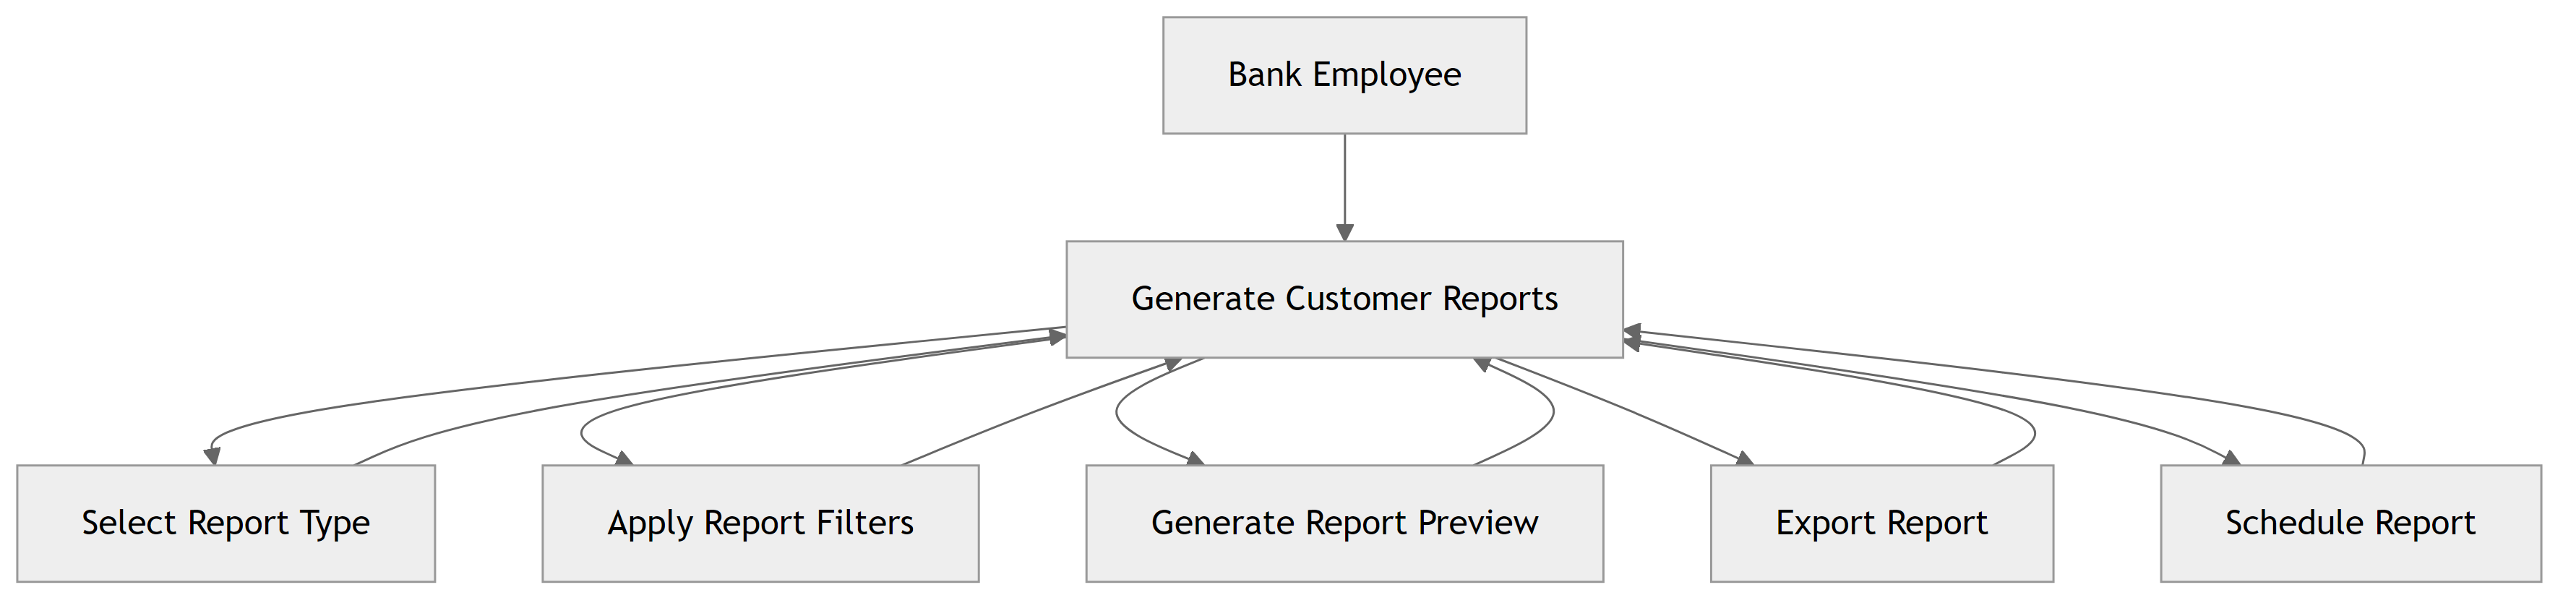 Bank Employee
Generate Customer Reports
Select Report Type
Apply Report Filters
Generate Report Preview
Export Report
Schedule Report